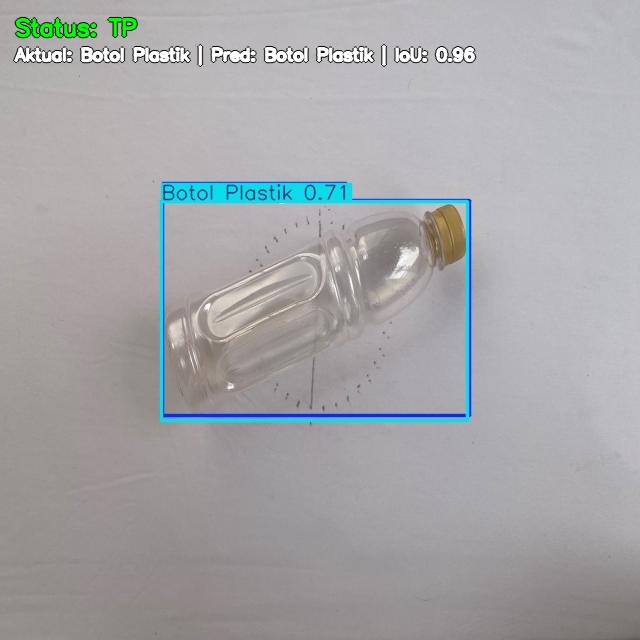 Status: TP
Aktual: Botol Plastik | Pred: Botol Plastik | IoU: 0.96
Botol Plastik 0.71